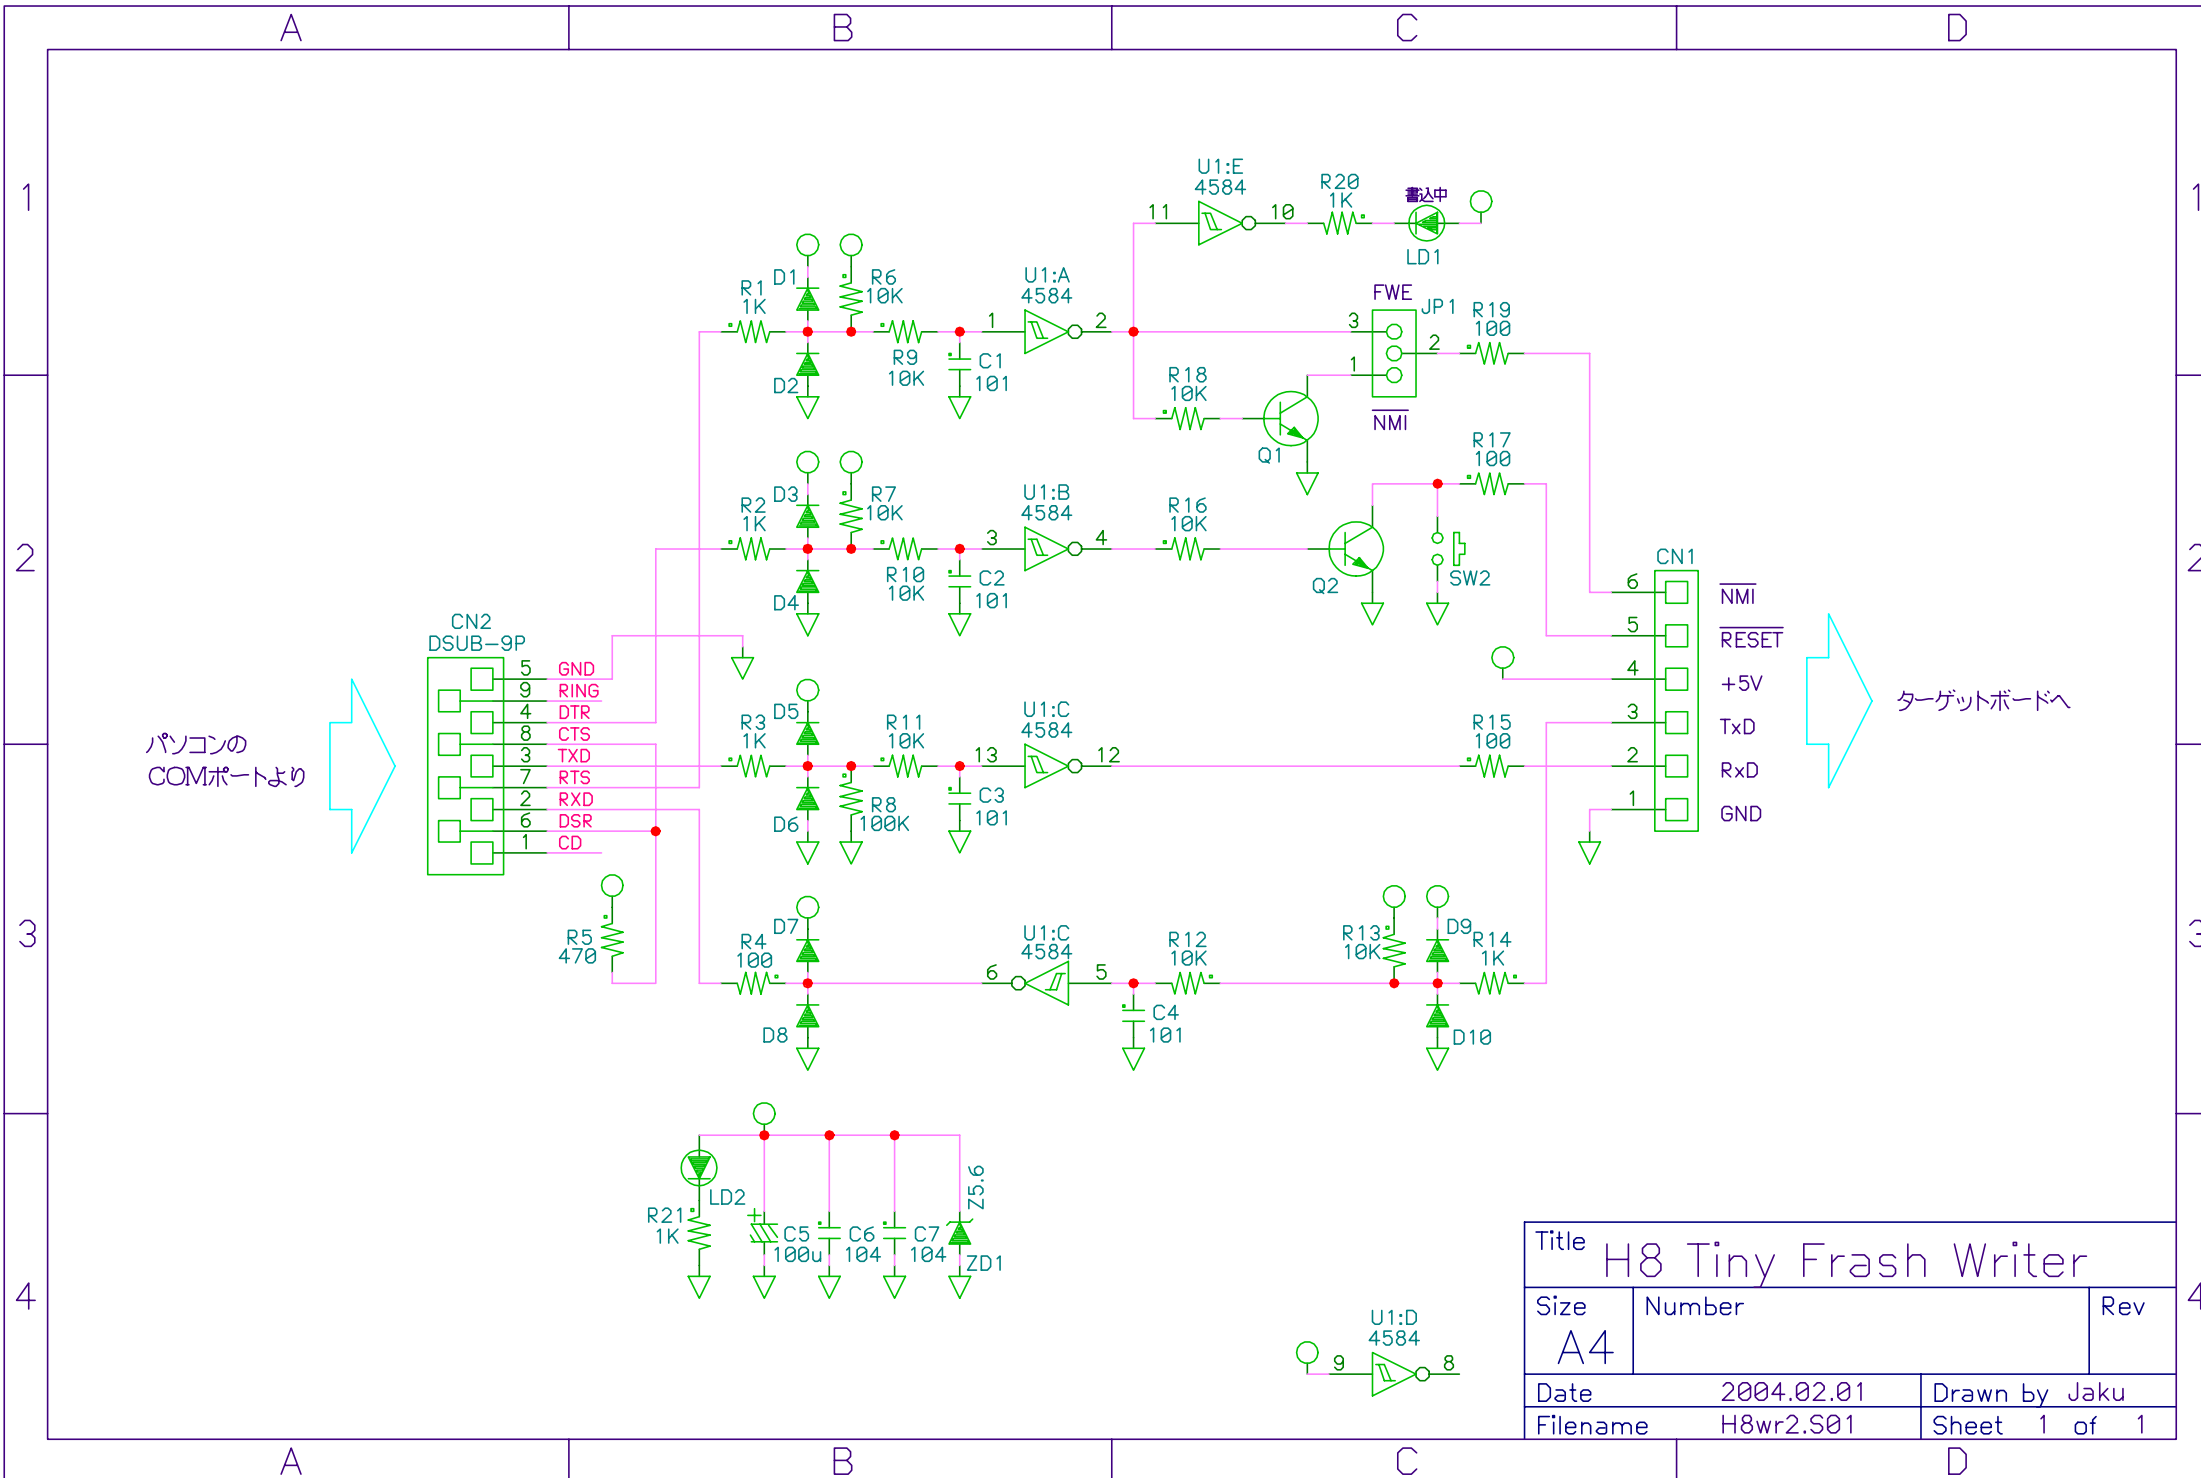 A B C D
1
2
3
4
1
2
3
4
U1:E
4584
11
10
R20
1K
書込中
LD1
D1
R6
10K
R1
1K
D2
R9
10K
C1
101
U1:A
4584
1
2
FWE
JP1
3
2
1
NMI
R19
100
R18
10K
Q1
R17
100
D3
R7
10K
R2
1K
D4
R10
10K
C2
101
U1:B
4584
3
4
R16
10K
Q2
SW2
CN2
DSUB-9P
5 GND
9 RING
4 DTR
8 CTS
3 TXD
7 RTS
2 RXD
6 DSR
1 CD
パソコンの
COMポートより
D5
R3
1K
D6
R8
100K
R11
10K
C3
101
U1:C
4584
13
12
R15
100
CN1
6 NMI
5 RESET
4 +5V
3 TxD
2 RxD
1 GND
ターゲットボードへ
R5
470
D7
R4
100
D8
U1:C
4584
6
5
R12
10K
C4
101
R13
10K
D9
R14
1K
D10
LD2
R21
1K
+
C5
100u
C6
104
C7
104
Z5.6
ZD1
U1:D
4584
9
8
Title H8 Tiny Frash Writer
Size A4
Number
Rev
Date 2004.02.01
Drawn by Jaku
Filename H8wr2.S01
Sheet 1 of 1
A B C D